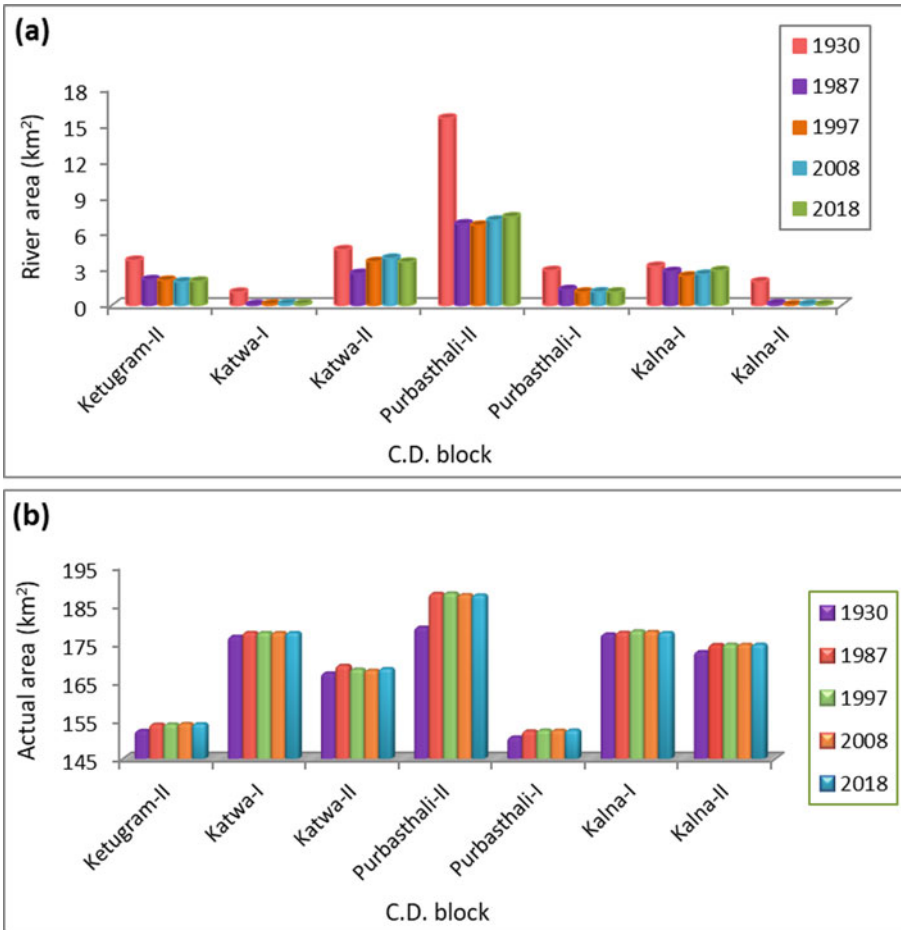 (a)
River area (km²)
18
15
12
9
6
3
0
Ketugram-II
Katwa-I
Katwa-II
Purbasthali-II
Purbasthali-I
Kalna-I
Kalna-II
C.D. block
1930
1987
1997
2008
2018
(b)
Actual area (km²)
195
185
175
165
155
145
Ketugram-II
Katwa-I
Katwa-II
Purbasthali-II
Purbasthali-I
Kalna-I
Kalna-II
C.D. block
1930
1987
1997
2008
2018